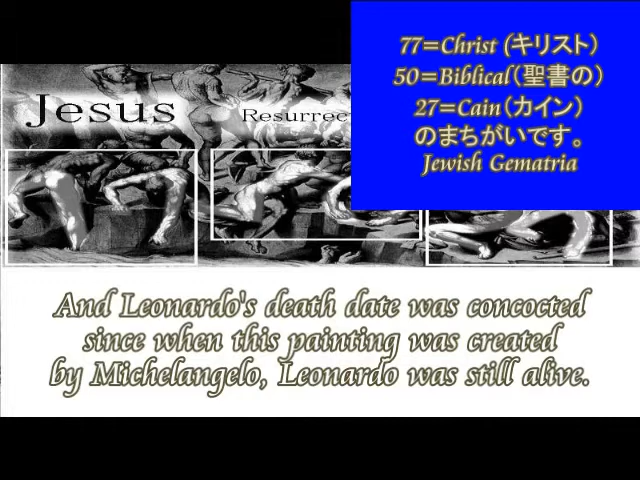 77=Christ (キリスト)
50=Biblical(聖書の)
27=Cain(カイン)
のまちがいです。
Jewish Gematria
Jesus
Resurrec
And Leonardo's death date was concocted
since when this painting was created
by Michelangelo, Leonardo was still alive.